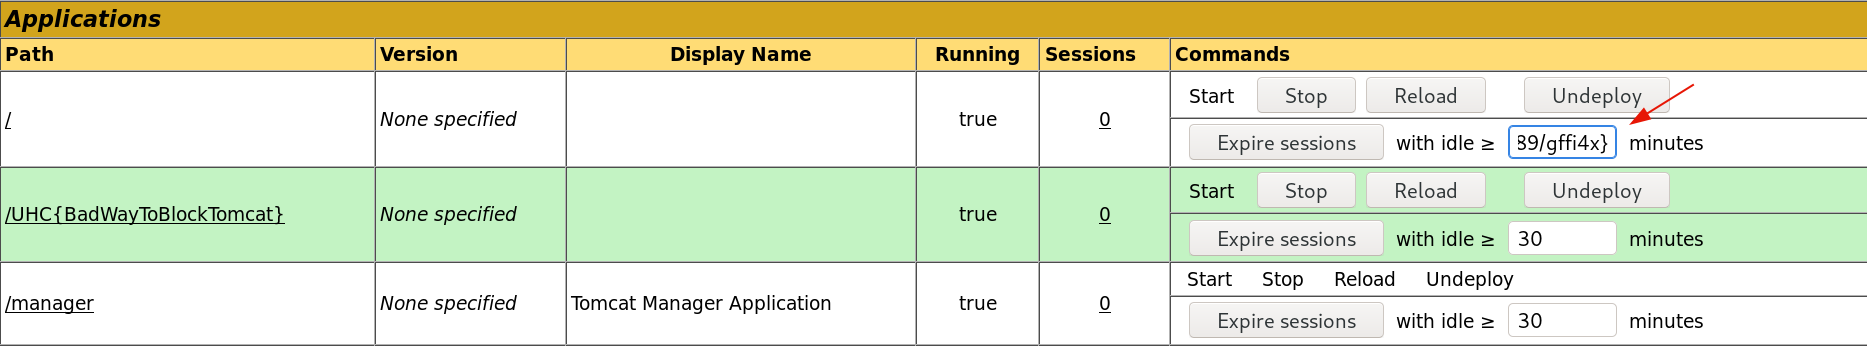 Applications
Path Version Display Name Running Sessions Commands
Start Stop Reload Undeploy
/ None specified true 0
Expire sessions with idle ≥ 89/gffi4x} minutes
Start Stop Reload Undeploy
/UHC{BadWayToBlockTomcat} None specified true 0
Expire sessions with idle ≥ 30 minutes
Start Stop Reload Undeploy
/manager None specified Tomcat Manager Application true 0
Expire sessions with idle ≥ 30 minutes